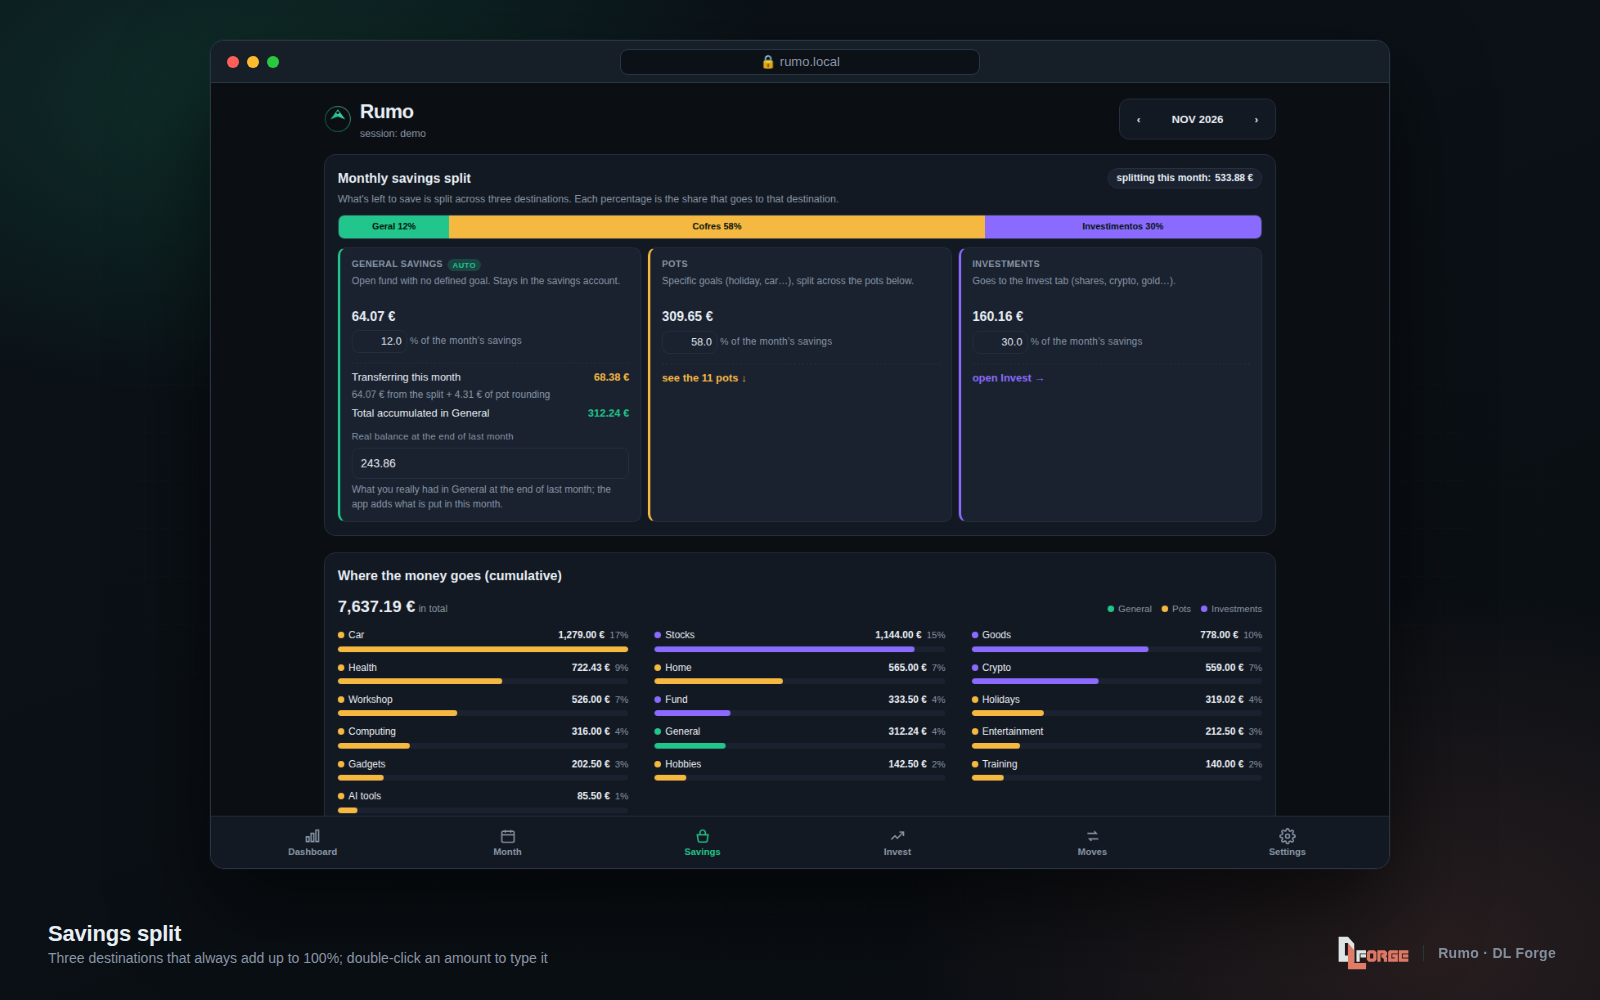 🔒 rumo.local
Rumo
session: demo
‹ NOV 2026 ›
Monthly savings split
splitting this month: 533.88 €
What's left to save is split across three destinations. Each percentage is the share that goes to that destination.
Geral 12%
Cofres 58%
Investimentos 30%
GENERAL SAVINGS AUTO
Open fund with no defined goal. Stays in the savings account.
64.07 €
12.0 % of the month's savings
Transferring this month 68.38 €
64.07 € from the split + 4.31 € of pot rounding
Total accumulated in General 312.24 €
Real balance at the end of last month
243.86
What you really had in General at the end of last month; the
app adds what is put in this month.
POTS
Specific goals (holiday, car…), split across the pots below.
309.65 €
58.0 % of the month's savings
see the 11 pots ↓
INVESTMENTS
Goes to the Invest tab (shares, crypto, gold…).
160.16 €
30.0 % of the month's savings
open Invest →
Where the money goes (cumulative)
7,637.19 € in total
General Pots Investments
Car 1,279.00 € 17%
Stocks 1,144.00 € 15%
Goods 778.00 € 10%
Health 722.43 € 9%
Home 565.00 € 7%
Crypto 559.00 € 7%
Workshop 526.00 € 7%
Fund 333.50 € 4%
Holidays 319.02 € 4%
Computing 316.00 € 4%
General 312.24 € 4%
Entertainment 212.50 € 3%
Gadgets 202.50 € 3%
Hobbies 142.50 € 2%
Training 140.00 € 2%
AI tools 85.50 € 1%
Dashboard
Month
Savings
Invest
Moves
Settings
Savings split
Three destinations that always add up to 100%; double-click an amount to type it
DL FORGE
Rumo · DL Forge